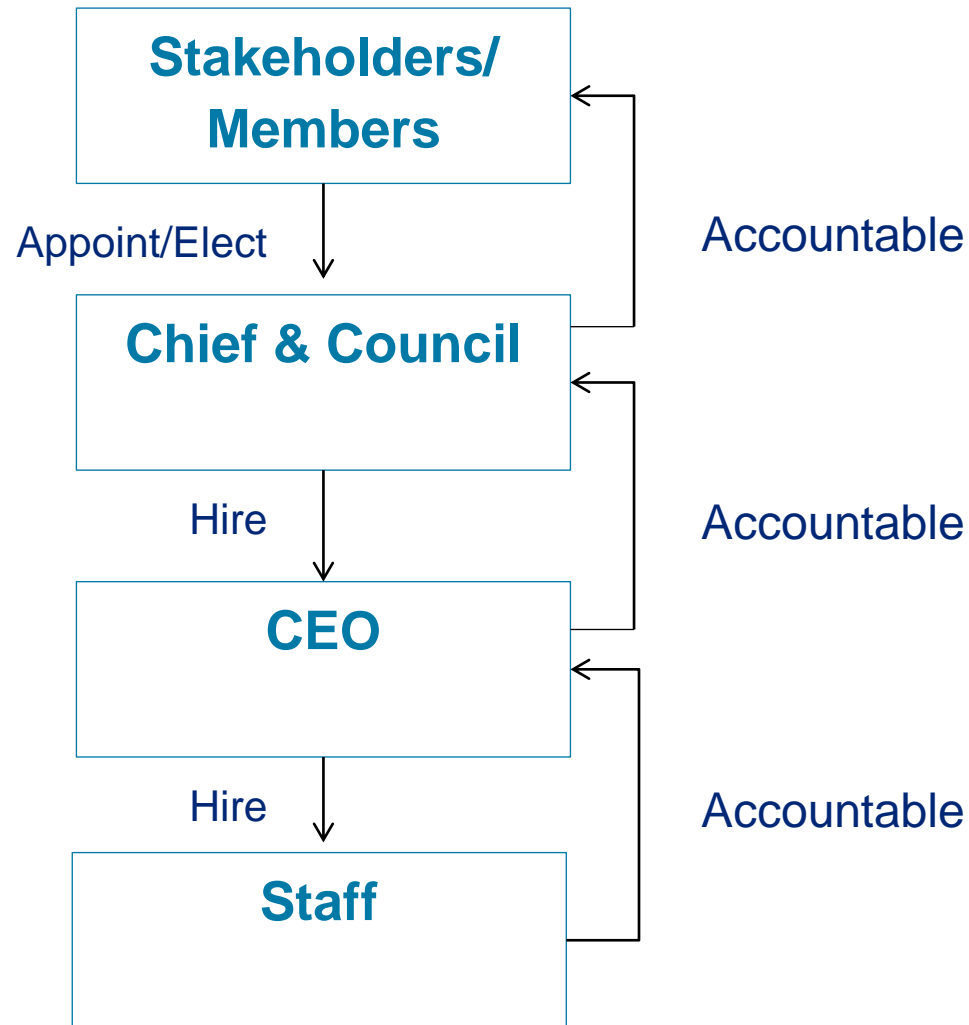 Stakeholders/
Members
Appoint/Elect
Accountable
Chief & Council
Hire
Accountable
CEO
Hire
Accountable
Staff